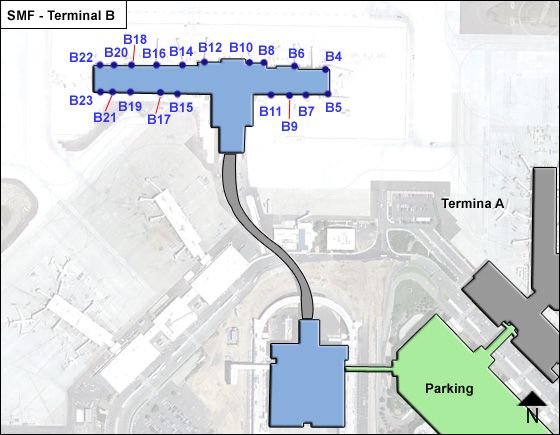 SMF - Terminal B
B18
B22
B20
B16
B14
B12
B10
B8
B6
B4
B23
B21
B19
B17
B15
B11
B9
B7
B5
Termina A
Parking
N